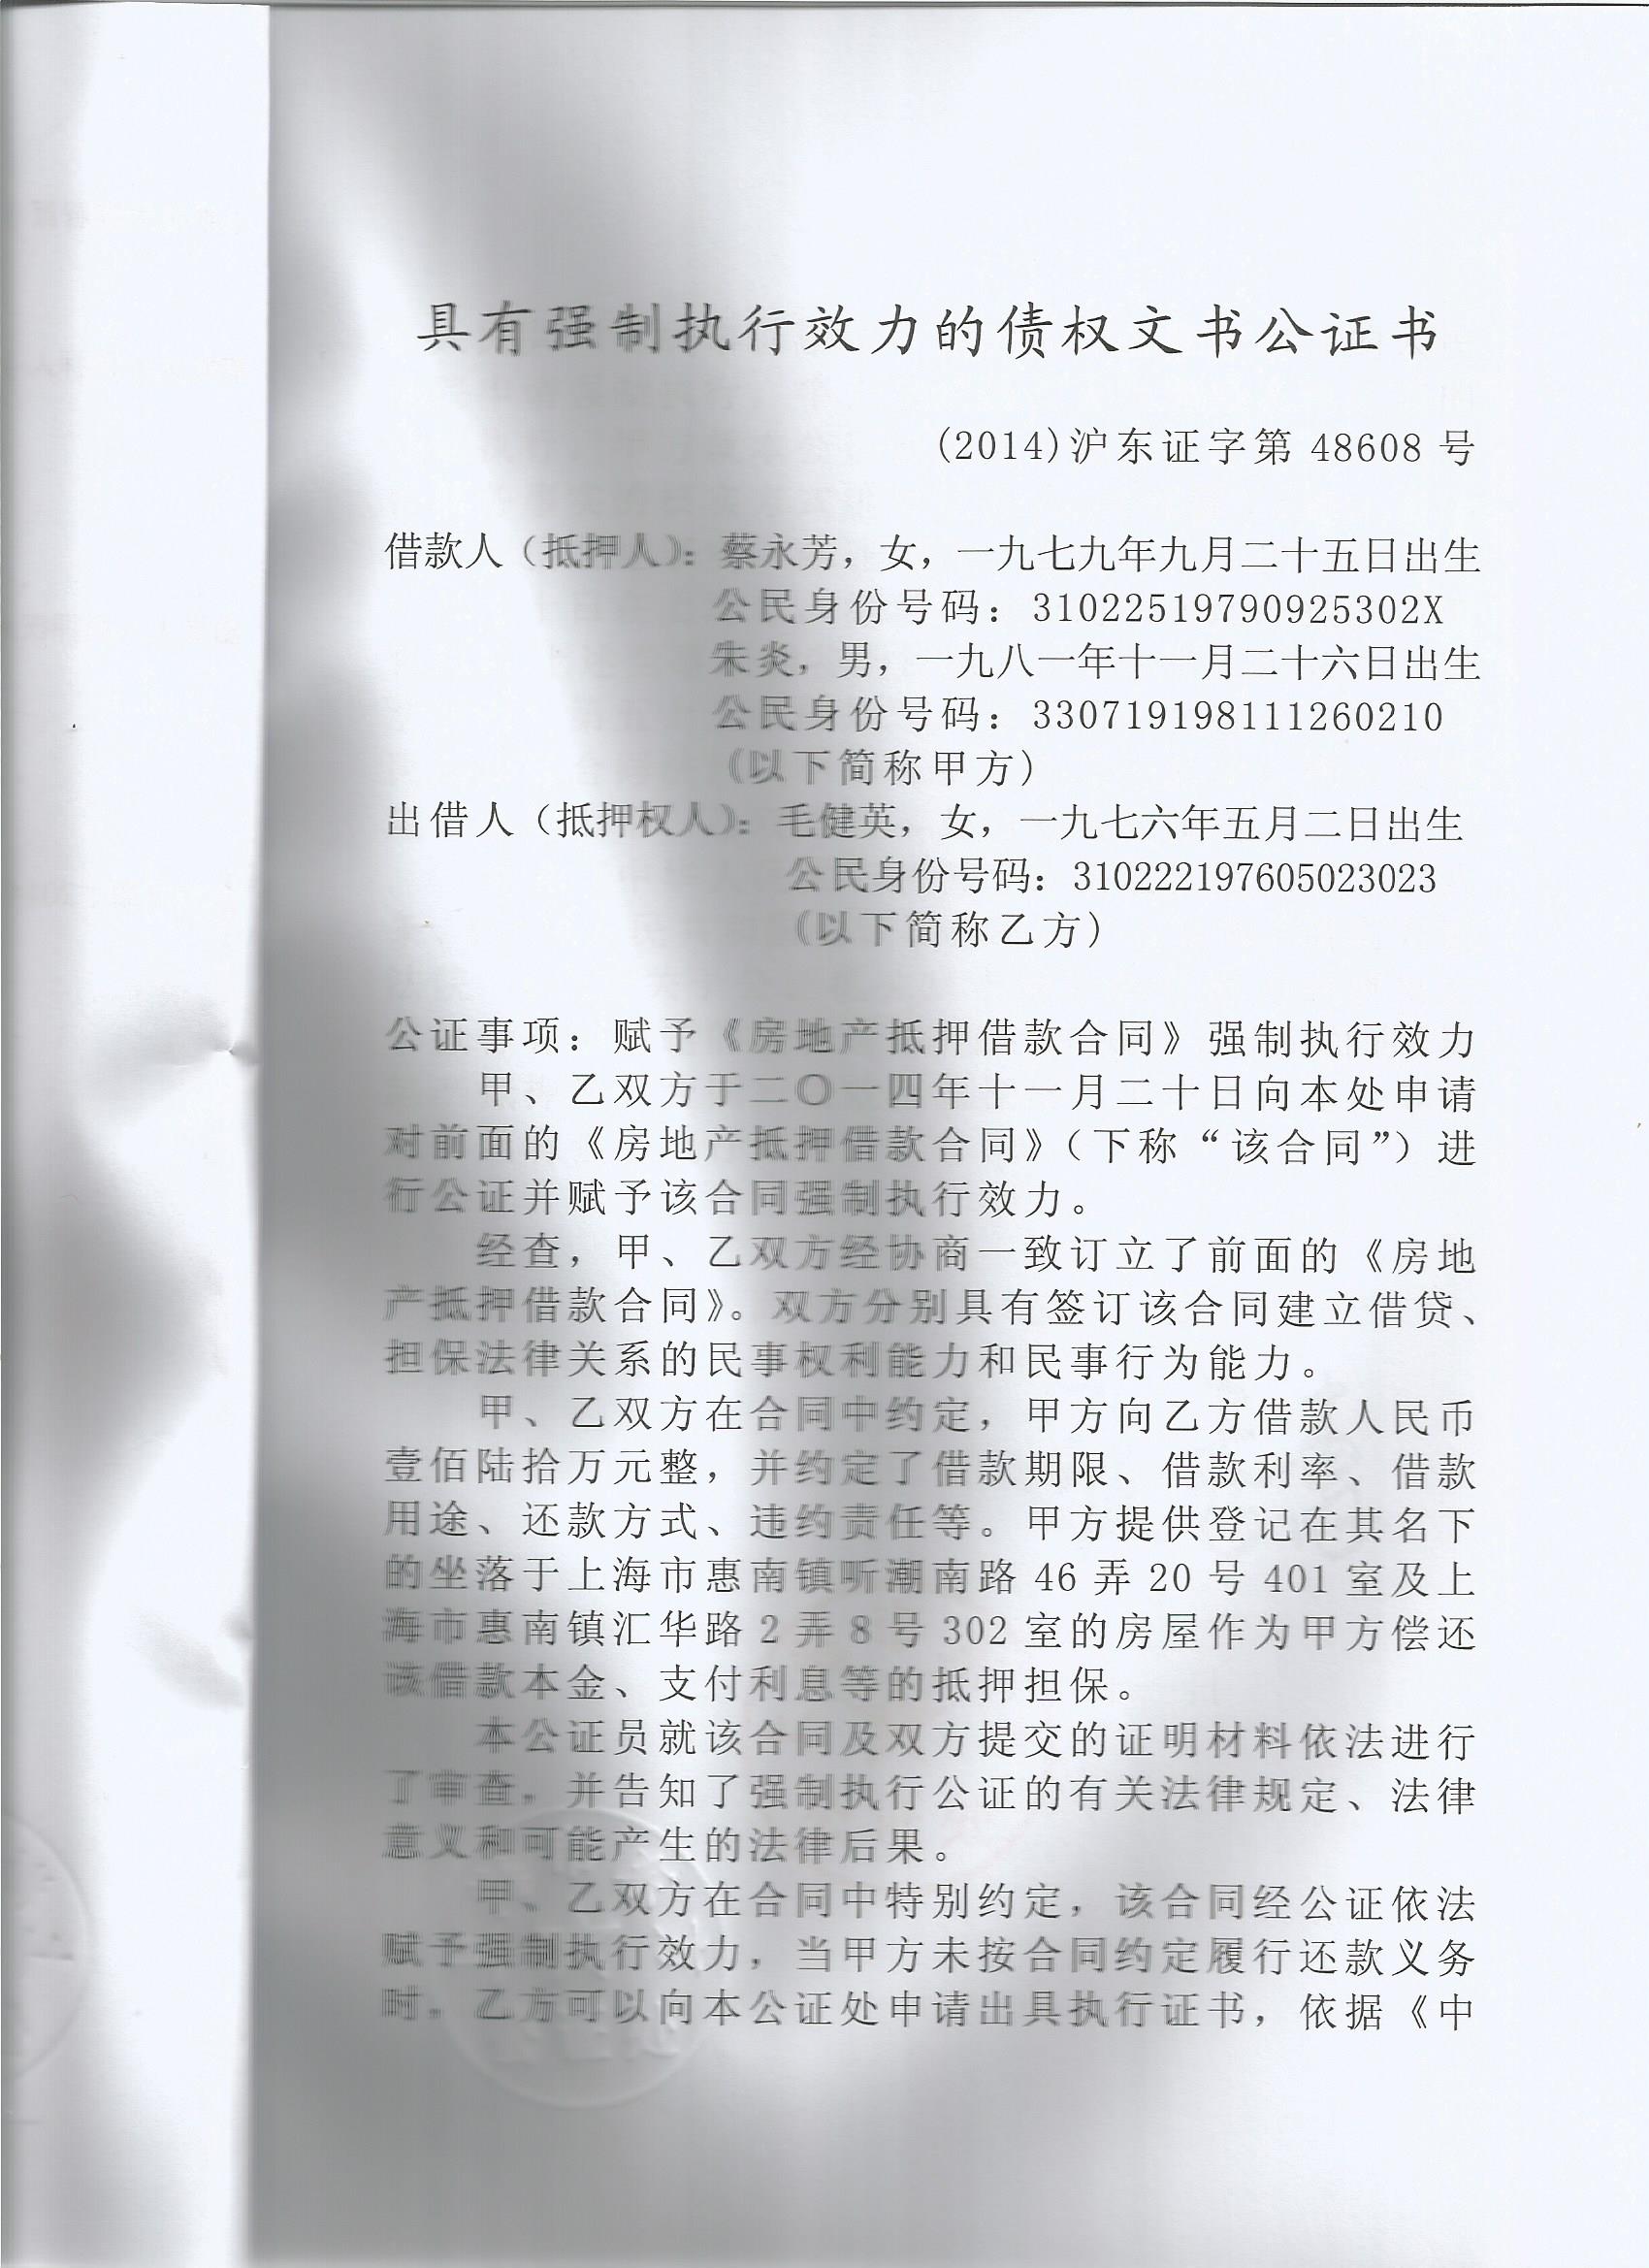 具有强制执行效力的债权文书公证书
(2014)沪东证字第 48608 号
借款人（抵押人）：蔡永芳，女，一九七九年九月二十五日出生
公民身份号码：31022519790925302X
朱炎，男，一九八一年十一月二十六日出生
公民身份号码：330719198111260210
（以下简称甲方）
出借人（抵押权人）：毛健英，女，一九七六年五月二日出生
公民身份号码：310222197605023023
（以下简称乙方）
公证事项：赋予《房地产抵押借款合同》强制执行效力
甲、乙双方于二〇一四年十一月二十日向本处申请
对前面的《房地产抵押借款合同》（下称“该合同”）进
行公证并赋予该合同强制执行效力。
经查，甲、乙双方经协商一致订立了前面的《房地
产抵押借款合同》。双方分别具有签订该合同建立借贷、
担保法律关系的民事权利能力和民事行为能力。
甲、乙双方在合同中约定，甲方向乙方借款人民币
壹佰陆拾万元整，并约定了借款期限、借款利率、借款
用途、还款方式、违约责任等。甲方提供登记在其名下
的坐落于上海市惠南镇听潮南路 46 弄 20 号 401 室及上
海市惠南镇汇华路 2 弄 8 号 302 室的房屋作为甲方偿还
该借款本金、支付利息等的抵押担保。
本公证员就该合同及双方提交的证明材料依法进行
了审查，并告知了强制执行公证的有关法律规定、法律
意义和可能产生的法律后果。
甲、乙双方在合同中特别约定，该合同经公证依法
赋予强制执行效力，当甲方未按合同约定履行还款义务
时，乙方可以向本公证处申请出具执行证书，依据《中